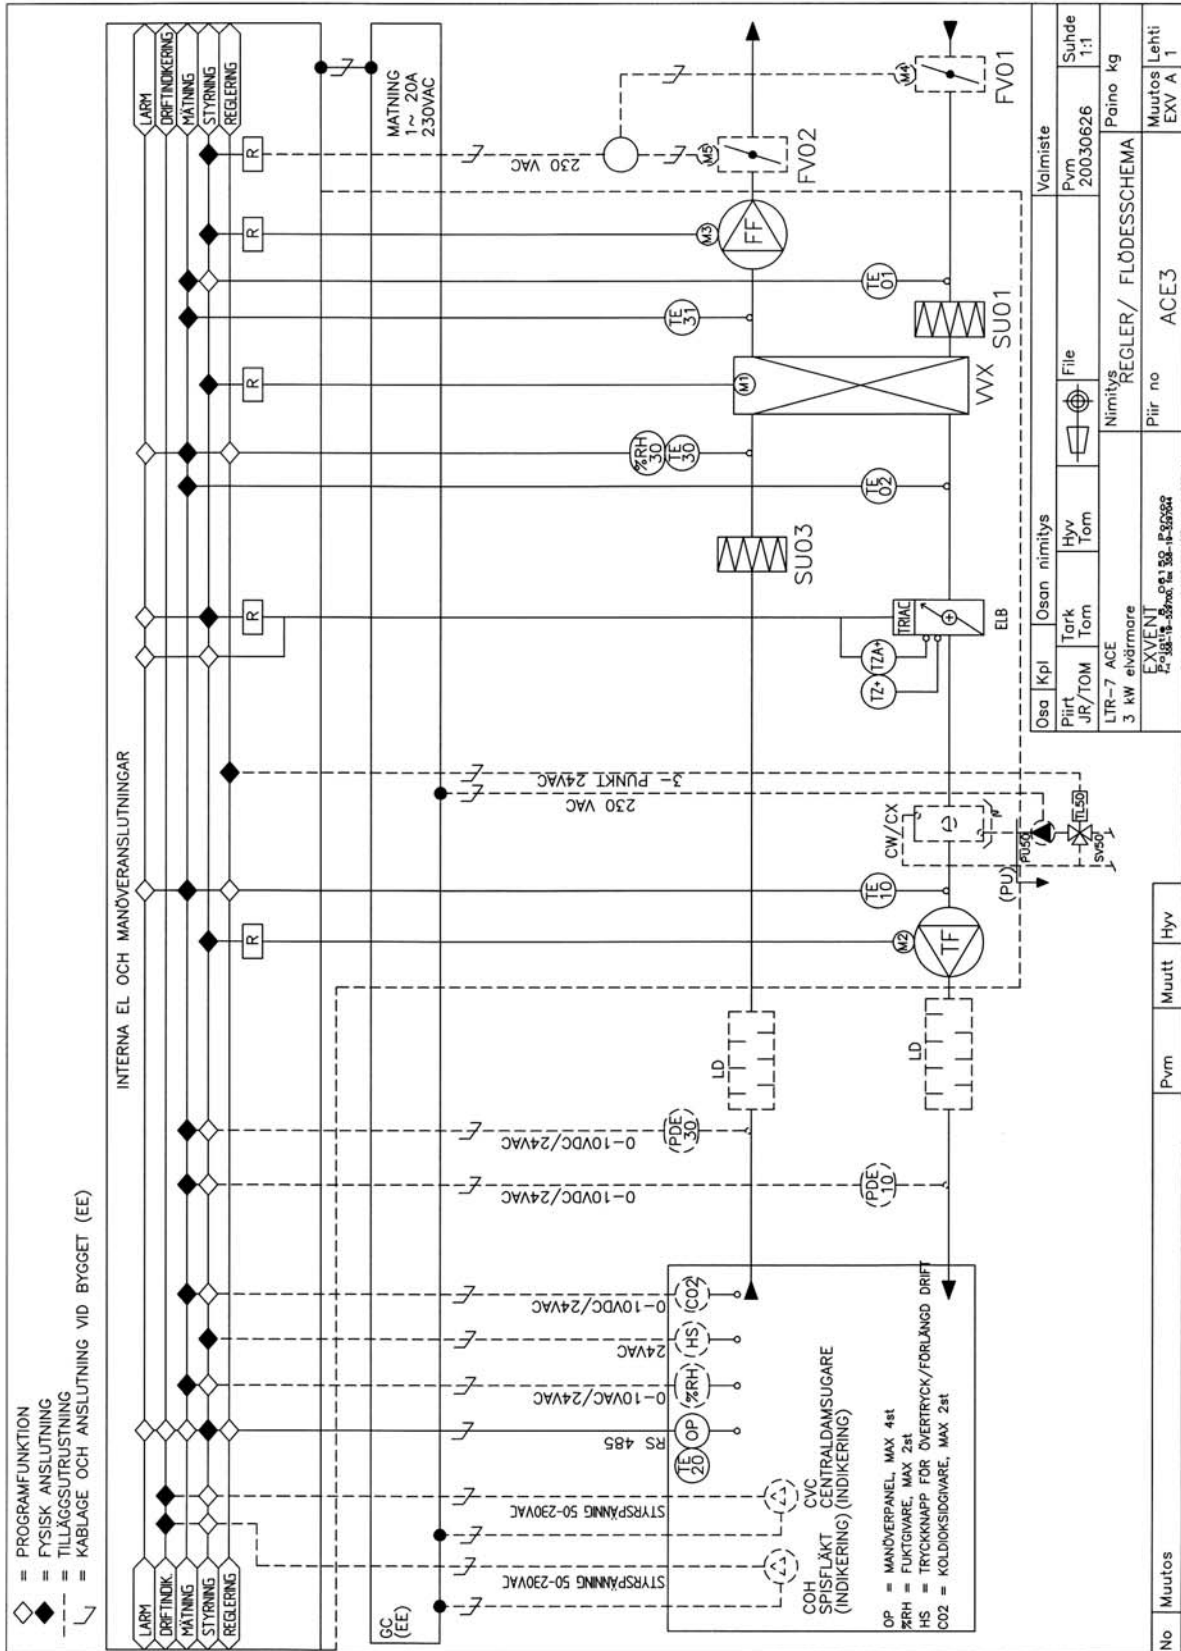 ◇ = PROGRAMFUNKTION
◆ = FYSISK ANSLUTNING
--- = TILLÄGGSUTRUSTNING
= KABLAGE OCH ANSLUTNING VID BYGGET (EE)
INTERNA EL OCH MANÖVERANSLUTNINGAR
LARM
DRIFTINDIK.
MÄTNING
STYRNING
REGLERING
LARM
DRIFTINDIKERING
MÄTNING
STYRNING
REGLERING
R
R
R
R
R
GC
(EE)
MATNING
1~ 20A
230VAC
STYRSPÄNNING 50-230VAC
STYRSPÄNNIG 50-230VAC
RS 485
0-10VAC/24VAC
24VAC
0-10VDC/24VAC
0-10VDC/24VAC
0-10VDC/24VAC
230 VAC
3- PUNKT 24VAC
230 VAC
TE
20
OP
%RH
HS
CO2
PDE
10
PDE
30
COH
SPISFLÄKT
(INDIKERING)
CVC
CENTRALDAMSUGARE
(INDIKERING)
OP = MANÖVERPANEL, MAX 4st
%RH = FUKTGIVARE, MAX 2st
HS = TRYCKKNAPP FÖR ÖVERTRYCK/FÖRLÄNGD DRIFT
CO2 = KOLDIOKSIDGIVARE, MAX 2st
LD
LD
M2
TF
TE
10
CW/CX
(PU)
PU50
TL50
SV50
TZ+
TZA+
TRIAC
ELB
SU03
TE
02
%RH
30
TE
30
M1
VVX
TE
31
TE
01
SU01
M3
FF
M5
FV02
M4
FV01
No
Muutos
Pvm
Muutt
Hyv
Osa
Kpl
Osan nimitys
Valmiste
Piirt
JR/TOM
Tark
Tom
Hyv
Tom
File
Pvm
20030626
Suhde
1:1
LTR-7 ACE
3 kW elvärmare
Nimitys
REGLER/ FLÖDESSCHEMA
Paino kg
EXVENT
Piir no
ACE3
Muutos
EXV A
Lehti
1